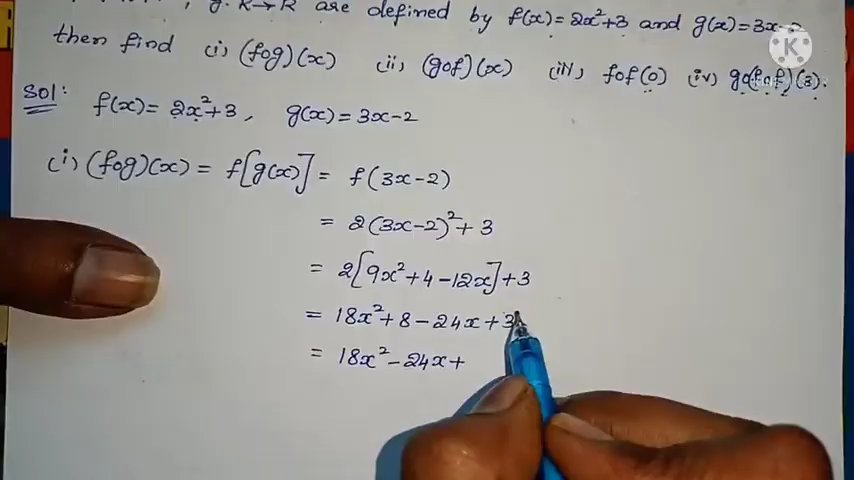 g: R→R are defined by f(x)=2x²+3 and g(x)=3x-2
then find (i) (fog)(x) (ii) (gof)(x) (iii) fof(0) (iv) go(fof)(3).
Sol: f(x)= 2x²+3, g(x)= 3x-2
(i) (fog)(x) = f[g(x)] = f(3x-2)
= 2(3x-2)²+3
= 2[9x²+4-12x]+3
= 18x²+8-24x+3
= 18x²-24x+
K